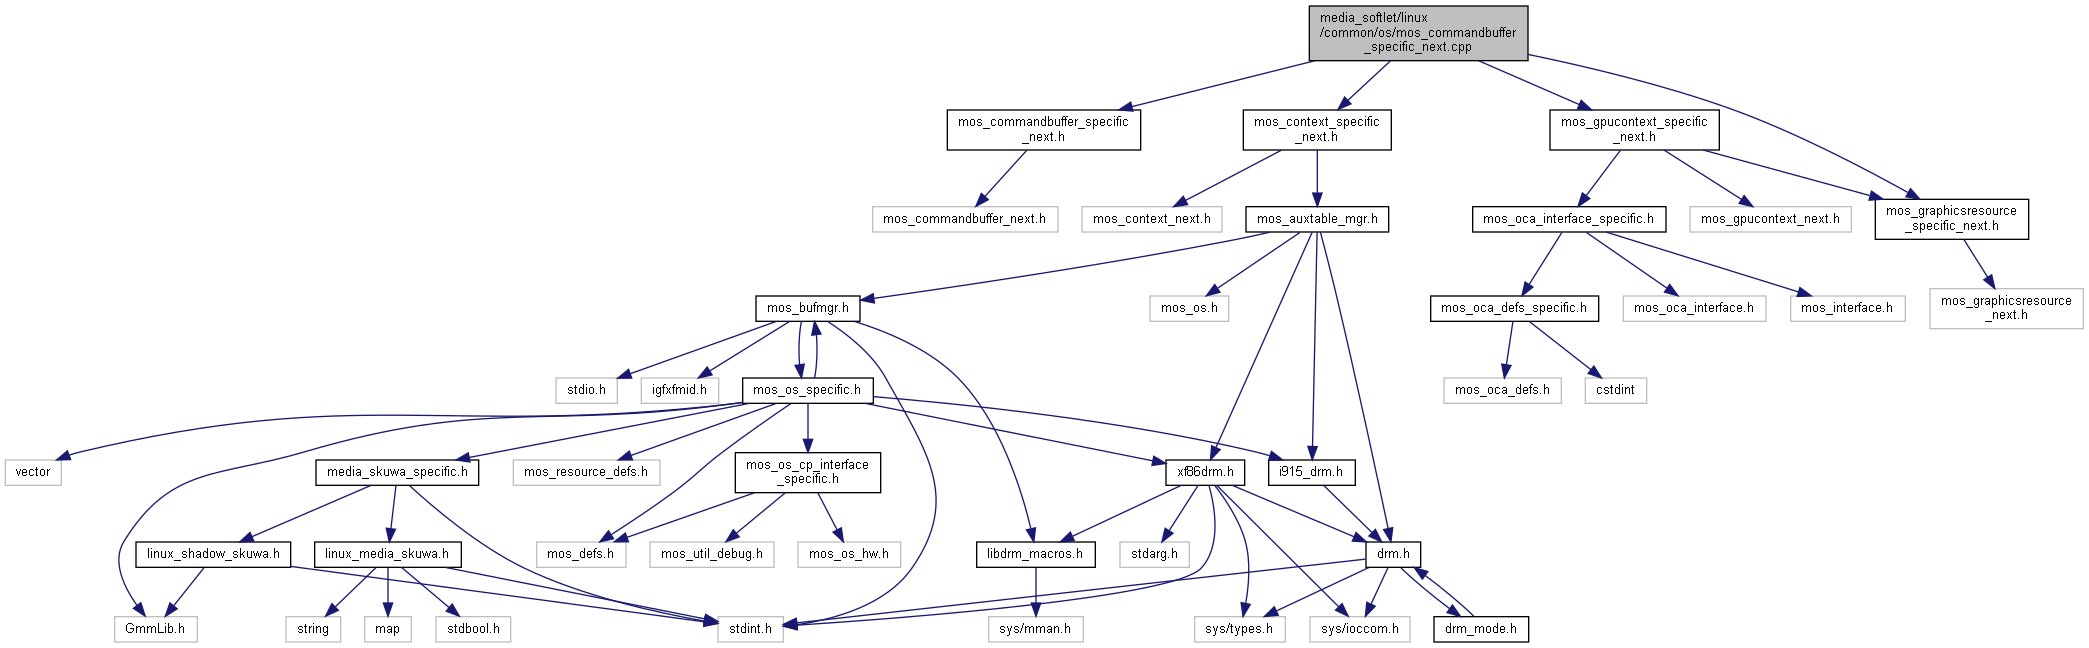 media_softlet/linux
/common/os/mos_commandbuffer
_specific_next.cpp
mos_commandbuffer_specific
_next.h
mos_context_specific
_next.h
mos_gpucontext_specific
_next.h
mos_commandbuffer_next.h
mos_context_next.h
mos_auxtable_mgr.h
mos_oca_interface_specific.h
mos_gpucontext_next.h
mos_graphicsresource
_specific_next.h
mos_bufmgr.h
mos_os.h
mos_oca_defs_specific.h
mos_oca_interface.h
mos_interface.h
mos_graphicsresource
_next.h
stdio.h
igfxfmid.h
mos_os_specific.h
mos_oca_defs.h
cstdint
vector
media_skuwa_specific.h
mos_resource_defs.h
mos_os_cp_interface
_specific.h
xf86drm.h
i915_drm.h
linux_shadow_skuwa.h
linux_media_skuwa.h
mos_defs.h
mos_util_debug.h
mos_os_hw.h
libdrm_macros.h
stdarg.h
drm.h
GmmLib.h
string
map
stdbool.h
stdint.h
sys/mman.h
sys/types.h
sys/ioccom.h
drm_mode.h